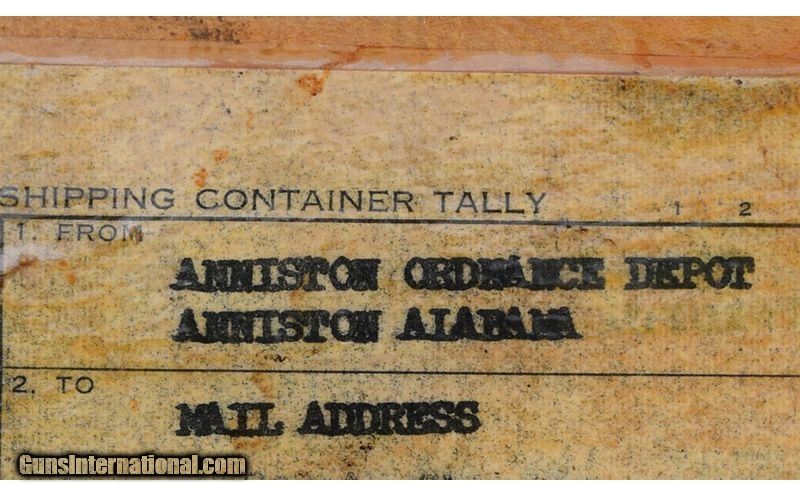 SHIPPING CONTAINER TALLY 1 2
1. FROM
ANNISTON ORDNANCE DEPOT
ANNISTON ALABAMA
2. TO
MAIL ADDRESS
GunsInternational.com